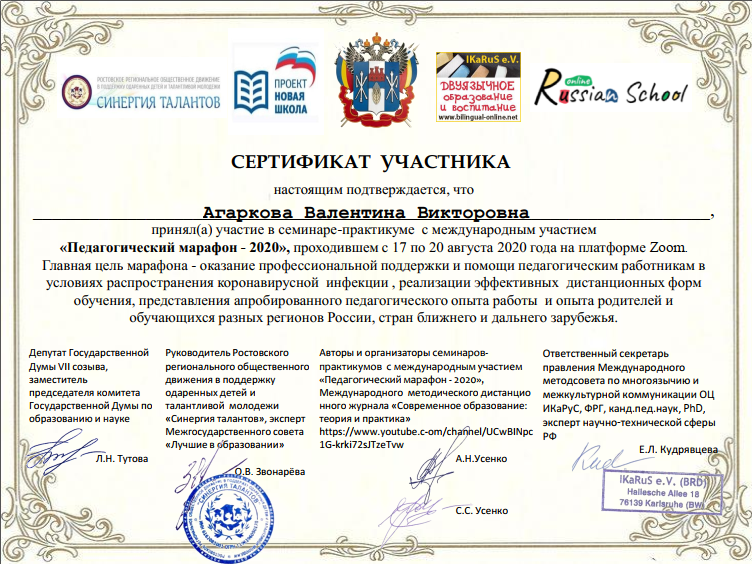 РОСТОВСКОЕ РЕГИОНАЛЬНОЕ ОБЩЕСТВЕННОЕ ДВИЖЕНИЕ
В ПОДДЕРЖКУ ОДАРЕННЫХ ДЕТЕЙ И ТАЛАНТЛИВОЙ МОЛОДЕЖИ
СИНЕРГИЯ ТАЛАНТОВ
ПРОЕКТ
НОВАЯ
ШКОЛА
IKaRuS e.V.
ДВУЯЗЫЧНОЕ
образование
и воспитание
www.bilingual-online.net
online
Russian School
СЕРТИФИКАТ УЧАСТНИКА
настоящим подтверждается, что
Агаркова Валентина Викторовна,
принял(а) участие в семинаре-практикуме с международным участием
«Педагогический марафон - 2020», проходившем с 17 по 20 августа 2020 года на платформе Zoom.
Главная цель марафона - оказание профессиональной поддержки и помощи педагогическим работникам в
условиях распространения коронавирусной инфекции , реализации эффективных дистанционных форм
обучения, представления апробированного педагогического опыта работы и опыта родителей и
обучающихся разных регионов России, стран ближнего и дальнего зарубежья.
Депутат Государственной
Думы VII созыва,
заместитель
председателя комитета
Государственной Думы по
образованию и науке
Л.Н. Тутова
Руководитель Ростовского
регионального общественного
движения в поддержку
одаренных детей и
талантливой молодежи
«Синергия талантов», эксперт
Межгосударственного совета
«Лучшие в образовании»
О.В. Звонарёва
Авторы и организаторы семинаров-
практикумов с международным участием
«Педагогический марафон - 2020»,
Международного методического дистанцио
нного журнала «Современное образование:
теория и практика»
https://www.youtube.c-om/channel/UCwBINpc
1G-krki72sJTzeTvw
А.Н.Усенко
С.С. Усенко
Ответственный секретарь
правления Международного
методсовета по многоязычию и
межкультурной коммуникации ОЦ
ИКаРуС, ФРГ, канд.пед.наук, PhD,
эксперт научно-технической сферы
РФ
Е.Л. Кудрявцева
IKaRuS e.V. (BRD)
Hallesche Allee 18
76139 Karlsruhe (BW)
"СИНЕРГИЯ ТАЛАНТОВ"